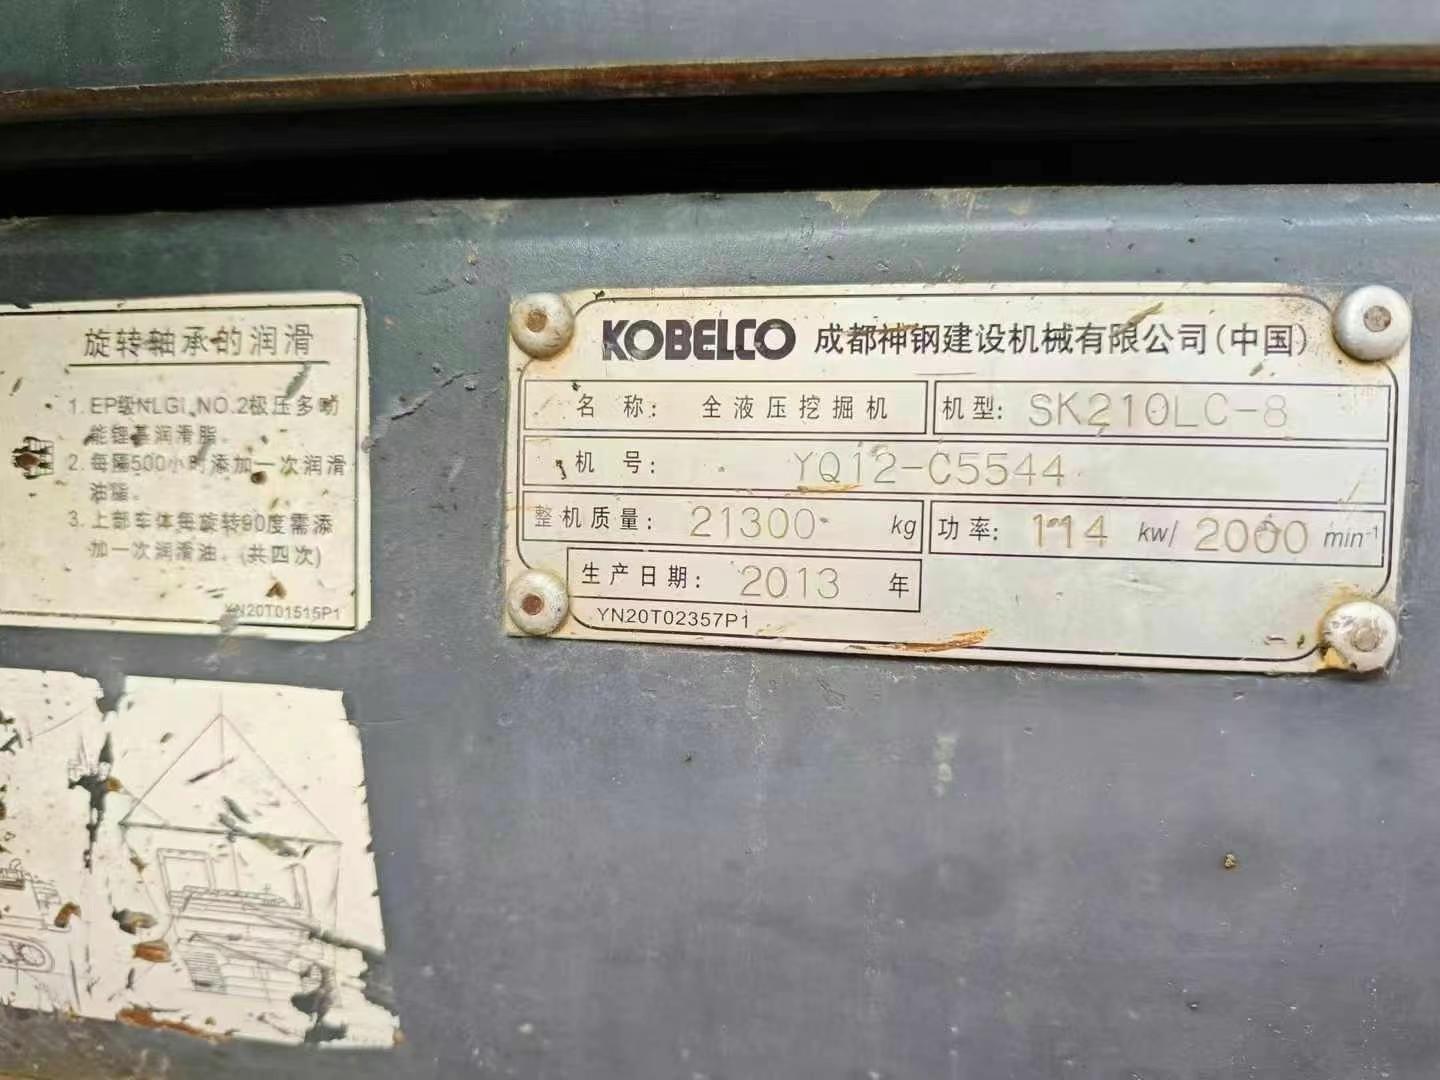 旋转轴承的润滑
1. EP级NLGI, NO.2极压多功
能锂基润滑脂。
2. 每隔500小时添加一次润滑
油脂。
3. 上部车体每旋转90度需添
加一次润滑油。(共四次)
YN20T01515P1
KOBELCO 成都神钢建设机械有限公司(中国)
名 称: 全液压挖掘机 机型: SK210LC-8
机 号: YQ12-C5544
整机质量: 21300 kg 功率: 114 kw/ 2000 min-1
生产日期: 2013 年
YN20T02357P1